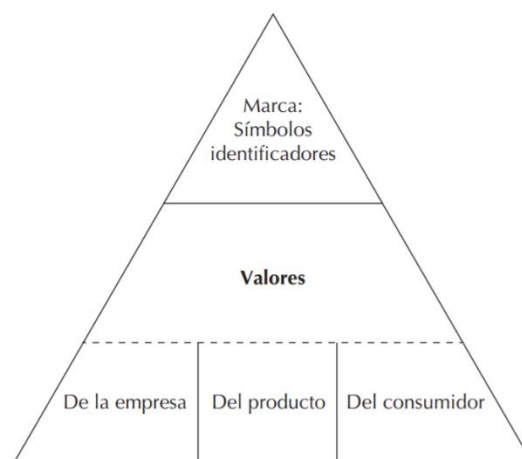 Marca:
Símbolos
identificadores
Valores
De la empresa
Del producto
Del consumidor